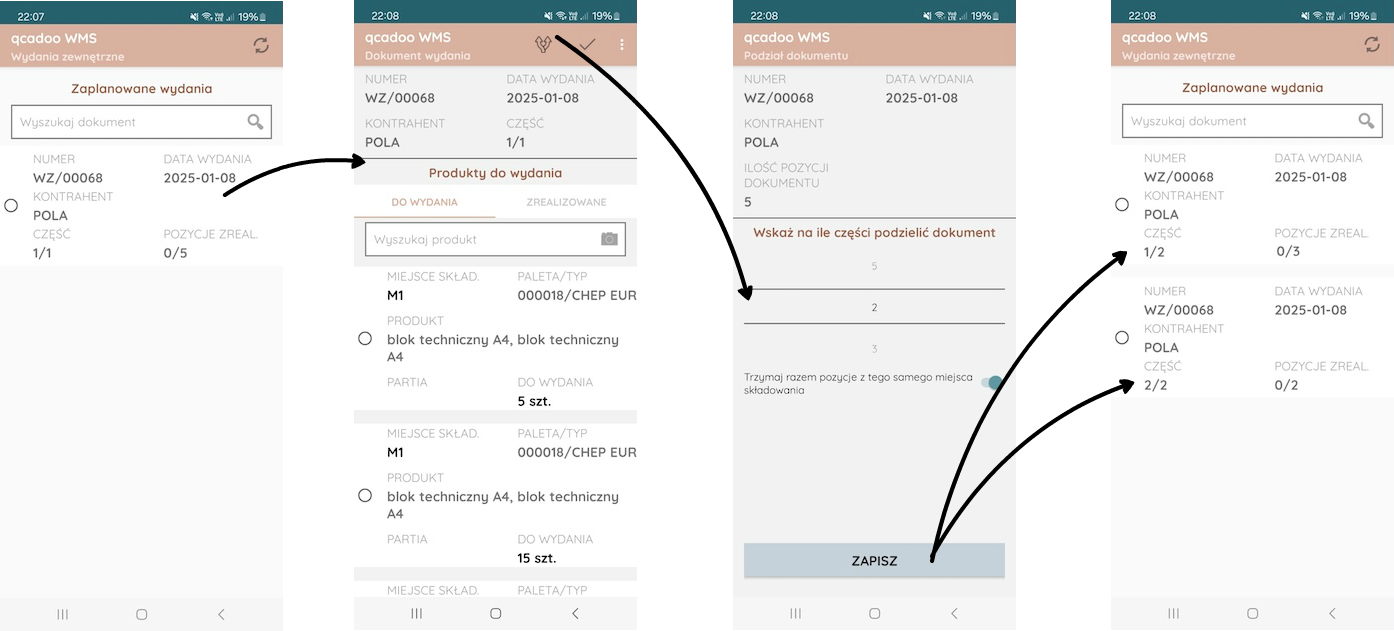 22:07
19%
qcadoo WMS
Wydania zewnętrzne
Zaplanowane wydania
Wyszukaj dokument
NUMER DATA WYDANIA
WZ/00068 2025-01-08
KONTRAHENT
POLA
CZĘŚĆ POZYCJE ZREAL.
1/1 0/5
22:08
19%
qcadoo WMS
Dokument wydania
NUMER DATA WYDANIA
WZ/00068 2025-01-08
KONTRAHENT CZĘŚĆ
POLA 1/1
Produkty do wydania
DO WYDANIA ZREALIZOWANE
Wyszukaj produkt
MIEJSCE SKŁAD. PALETA/TYP
M1 000018/CHEP EUR
PRODUKT
blok techniczny A4, blok techniczny
A4
PARTIA DO WYDANIA
5 szt.
MIEJSCE SKŁAD. PALETA/TYP
M1 000018/CHEP EUR
PRODUKT
blok techniczny A4, blok techniczny
A4
PARTIA DO WYDANIA
15 szt.
MIEJSCE SKŁAD. PALETA/TYP
22:08
19%
qcadoo WMS
Podział dokumentu
NUMER DATA WYDANIA
WZ/00068 2025-01-08
KONTRAHENT
POLA
ILOŚĆ POZYCJI
DOKUMENTU
5
Wskaż na ile części podzielić dokument
5
2
3
Trzymaj razem pozycje z tego samego miejsca
składowania
ZAPISZ
22:08
19%
qcadoo WMS
Wydania zewnętrzne
Zaplanowane wydania
Wyszukaj dokument
NUMER DATA WYDANIA
WZ/00068 2025-01-08
KONTRAHENT
POLA
CZĘŚĆ POZYCJE ZREAL.
1/2 0/3
NUMER DATA WYDANIA
WZ/00068 2025-01-08
KONTRAHENT
POLA
CZĘŚĆ POZYCJE ZREAL.
2/2 0/2